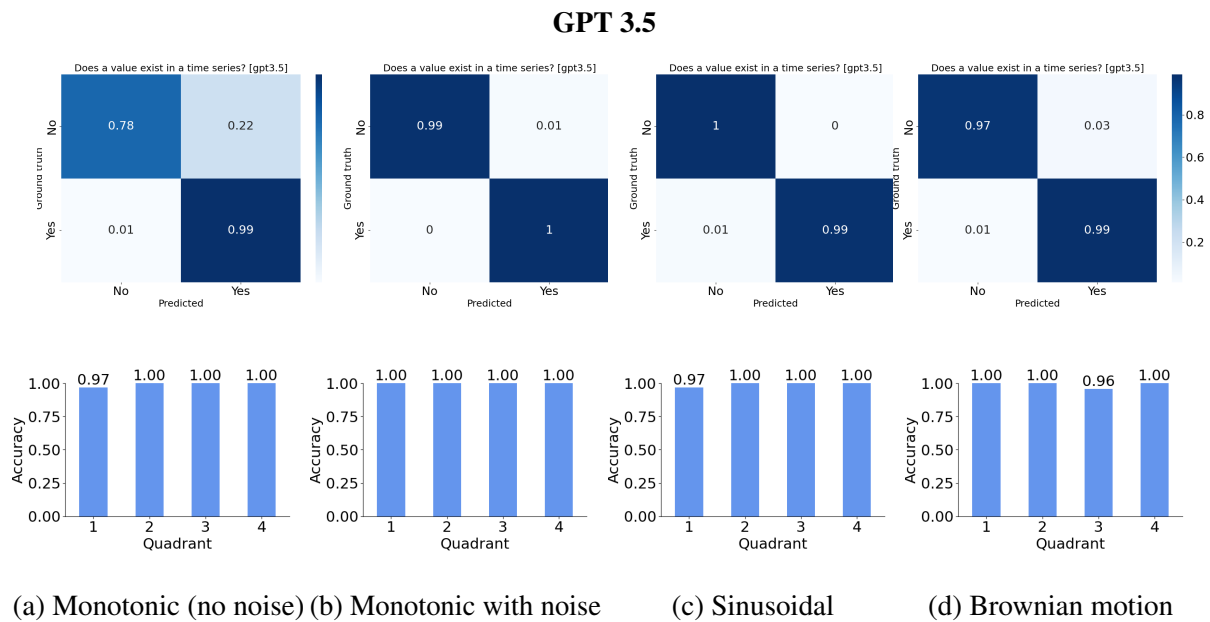 GPT 3.5
Does a value exist in a time series? [gpt3.5]
No
0.78
0.22
Ground truth
Yes
0.01
0.99
No
Yes
Predicted
Does a value exist in a time series? [gpt3.5]
No
0.99
0.01
Ground truth
Yes
0
1
No
Yes
Predicted
Does a value exist in a time series? [gpt3.5]
No
1
0
Ground truth
Yes
0.01
0.99
No
Yes
Predicted
Does a value exist in a time series? [gpt3.5]
No
0.97
0.03
Ground truth
Yes
0.01
0.99
No
Yes
Predicted
0.8
0.6
0.4
0.2
0.97 1.00 1.00 1.00
1.00
0.75
0.50
0.25
0.00
Accuracy
1 2 3 4
Quadrant
1.00 1.00 1.00 1.00
1.00
0.75
0.50
0.25
0.00
Accuracy
1 2 3 4
Quadrant
0.97 1.00 1.00 1.00
1.00
0.75
0.50
0.25
0.00
Accuracy
1 2 3 4
Quadrant
1.00 1.00 0.96 1.00
1.00
0.75
0.50
0.25
0.00
Accuracy
1 2 3 4
Quadrant
(a) Monotonic (no noise)
(b) Monotonic with noise
(c) Sinusoidal
(d) Brownian motion